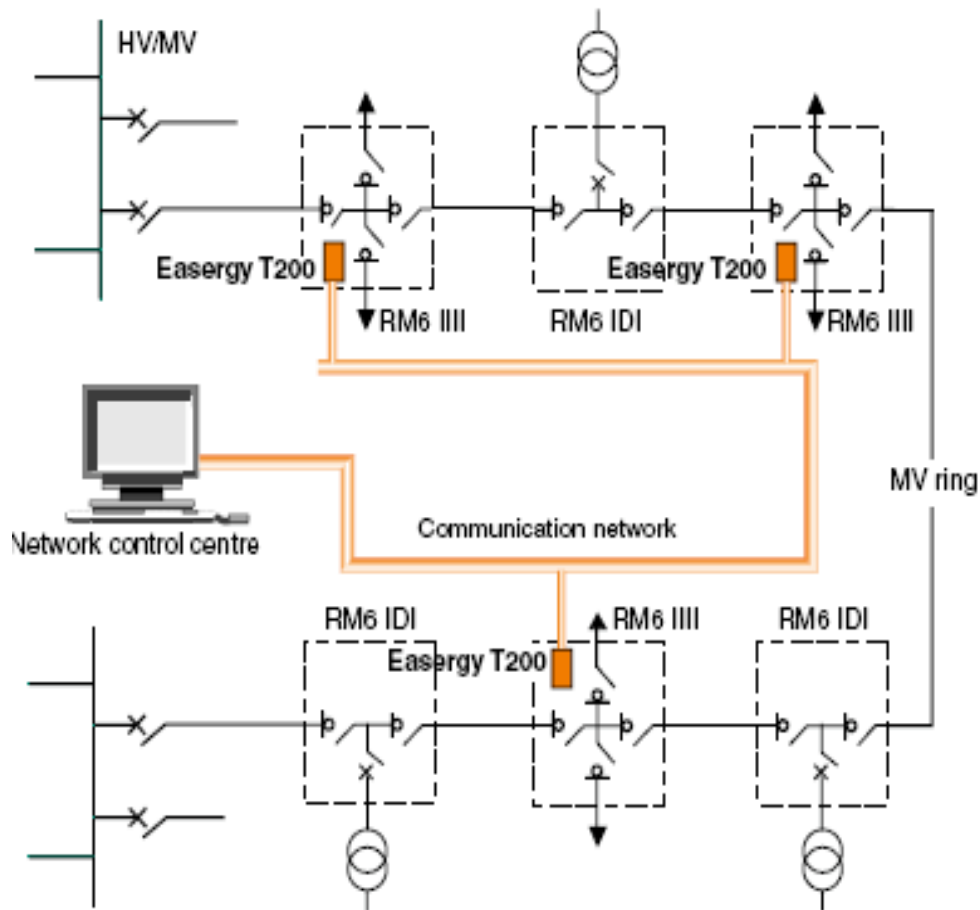 HV/MV
Easergy T200
Easergy T200
RM6 IIII
RM6 IDI
RM6 IIII
MV ring
Network control centre
Communication network
RM6 IDI
RM6 IIII
RM6 IDI
Easergy T200